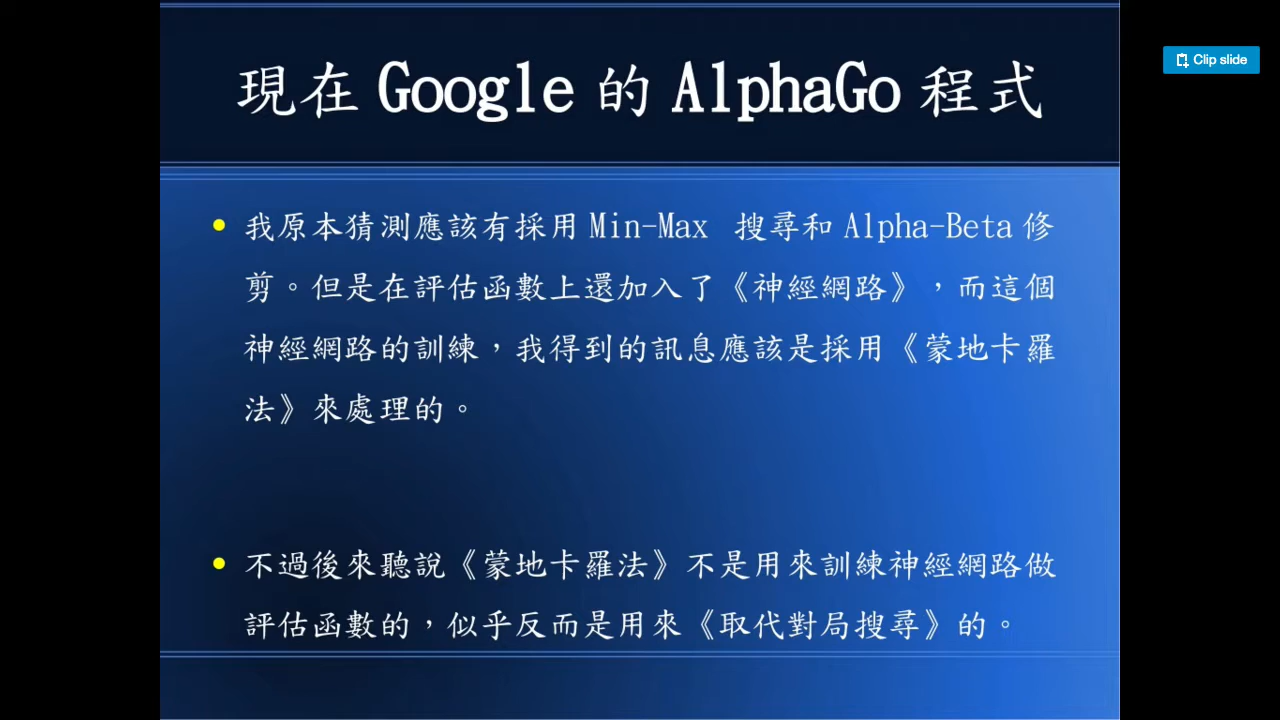 現在 Google 的 AlphaGo 程式
Clip slide
我原本猜測應該有採用 Min-Max 搜尋和 Alpha-Beta 修
剪。但是在評估函數上還加入了《神經網路》，而這個
神經網路的訓練，我得到的訊息應該是採用《蒙地卡羅
法》來處理的。
不過後來聽說《蒙地卡羅法》不是用來訓練神經網路做
評估函數的，似乎反而是用來《取代對局搜尋》的。